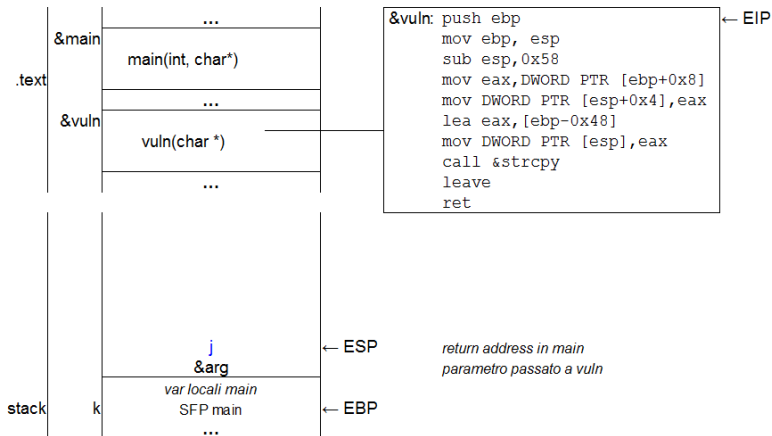 ...
&main
main(int, char*)
.text
...
&vuln
vuln(char *)
...
&vuln: push ebp ← EIP
mov ebp, esp
sub esp,0x58
mov eax,DWORD PTR [ebp+0x8]
mov DWORD PTR [esp+0x4],eax
lea eax,[ebp-0x48]
mov DWORD PTR [esp],eax
call &strcpy
leave
ret
j ← ESP return address in main
&arg parametro passato a vuln
var locali main
stack k SFP main ← EBP
...